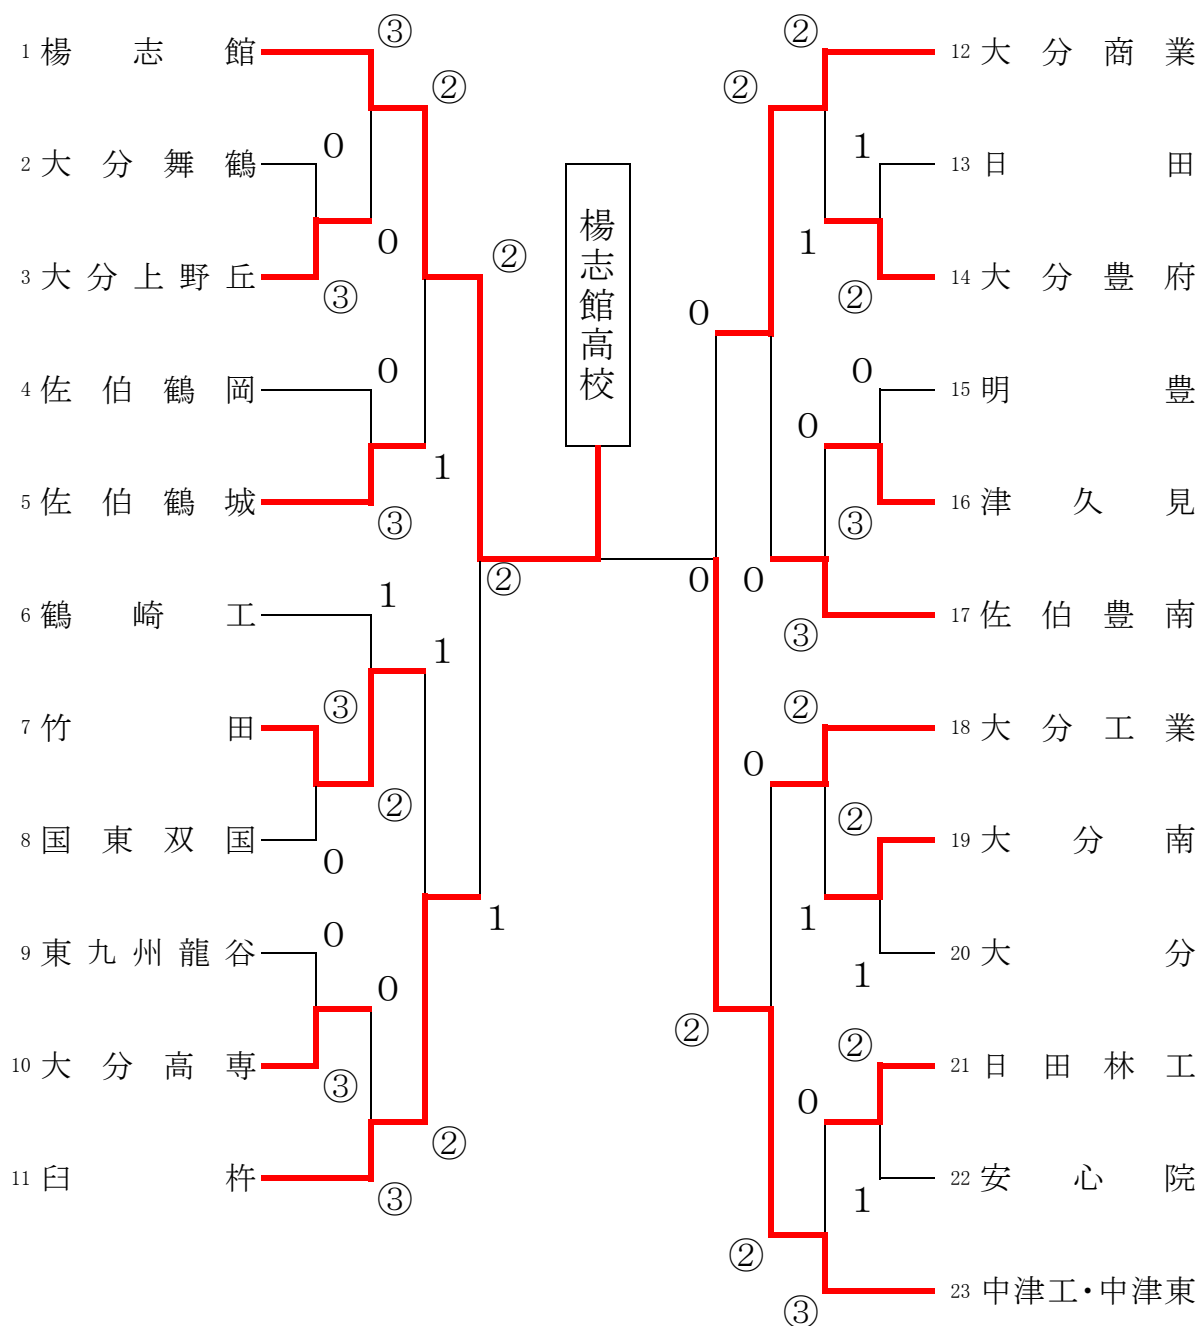 1 楊志館
2 大分舞鶴
3 大分上野丘
4 佐伯鶴岡
5 佐伯鶴城
6 鶴崎工
7 竹田
8 国東双国
9 東九州龍谷
10 大分高専
11 臼杵
③
0
0
③
0
③
1
③
②
0
0
0
③
③
②
1
1
②
②
1
②
楊志館高校
0
0
②
②
0
0
②
②
1
1
②
0
0
③
③
②
②
1
1
②
0
1
③
12 大分商業
13 日田
14 大分豊府
15 明豊
16 津久見
17 佐伯豊南
18 大分工業
19 大分南
20 大分
21 日田林工
22 安心院
23 中津工・中津東